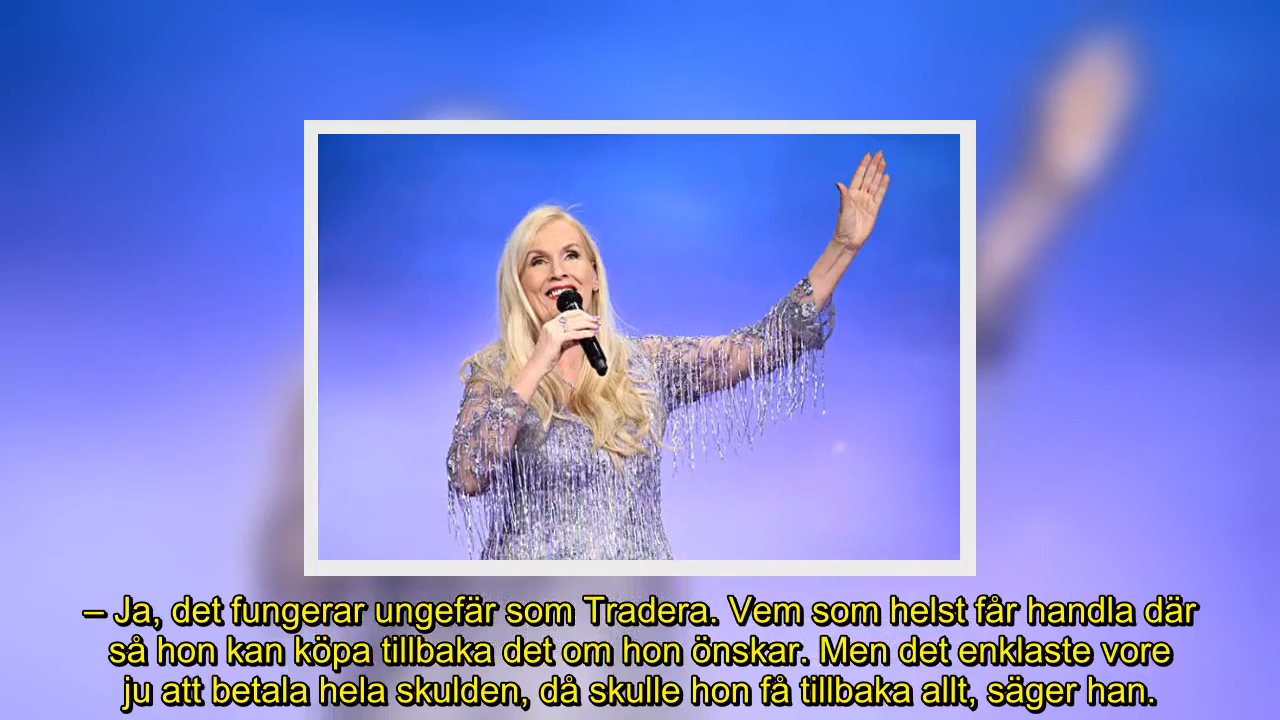 – Ja, det fungerar ungefär som Tradera. Vem som helst får handla där
så hon kan köpa tillbaka det om hon önskar. Men det enklaste vore
ju att betala hela skulden, då skulle hon få tillbaka allt, säger han.